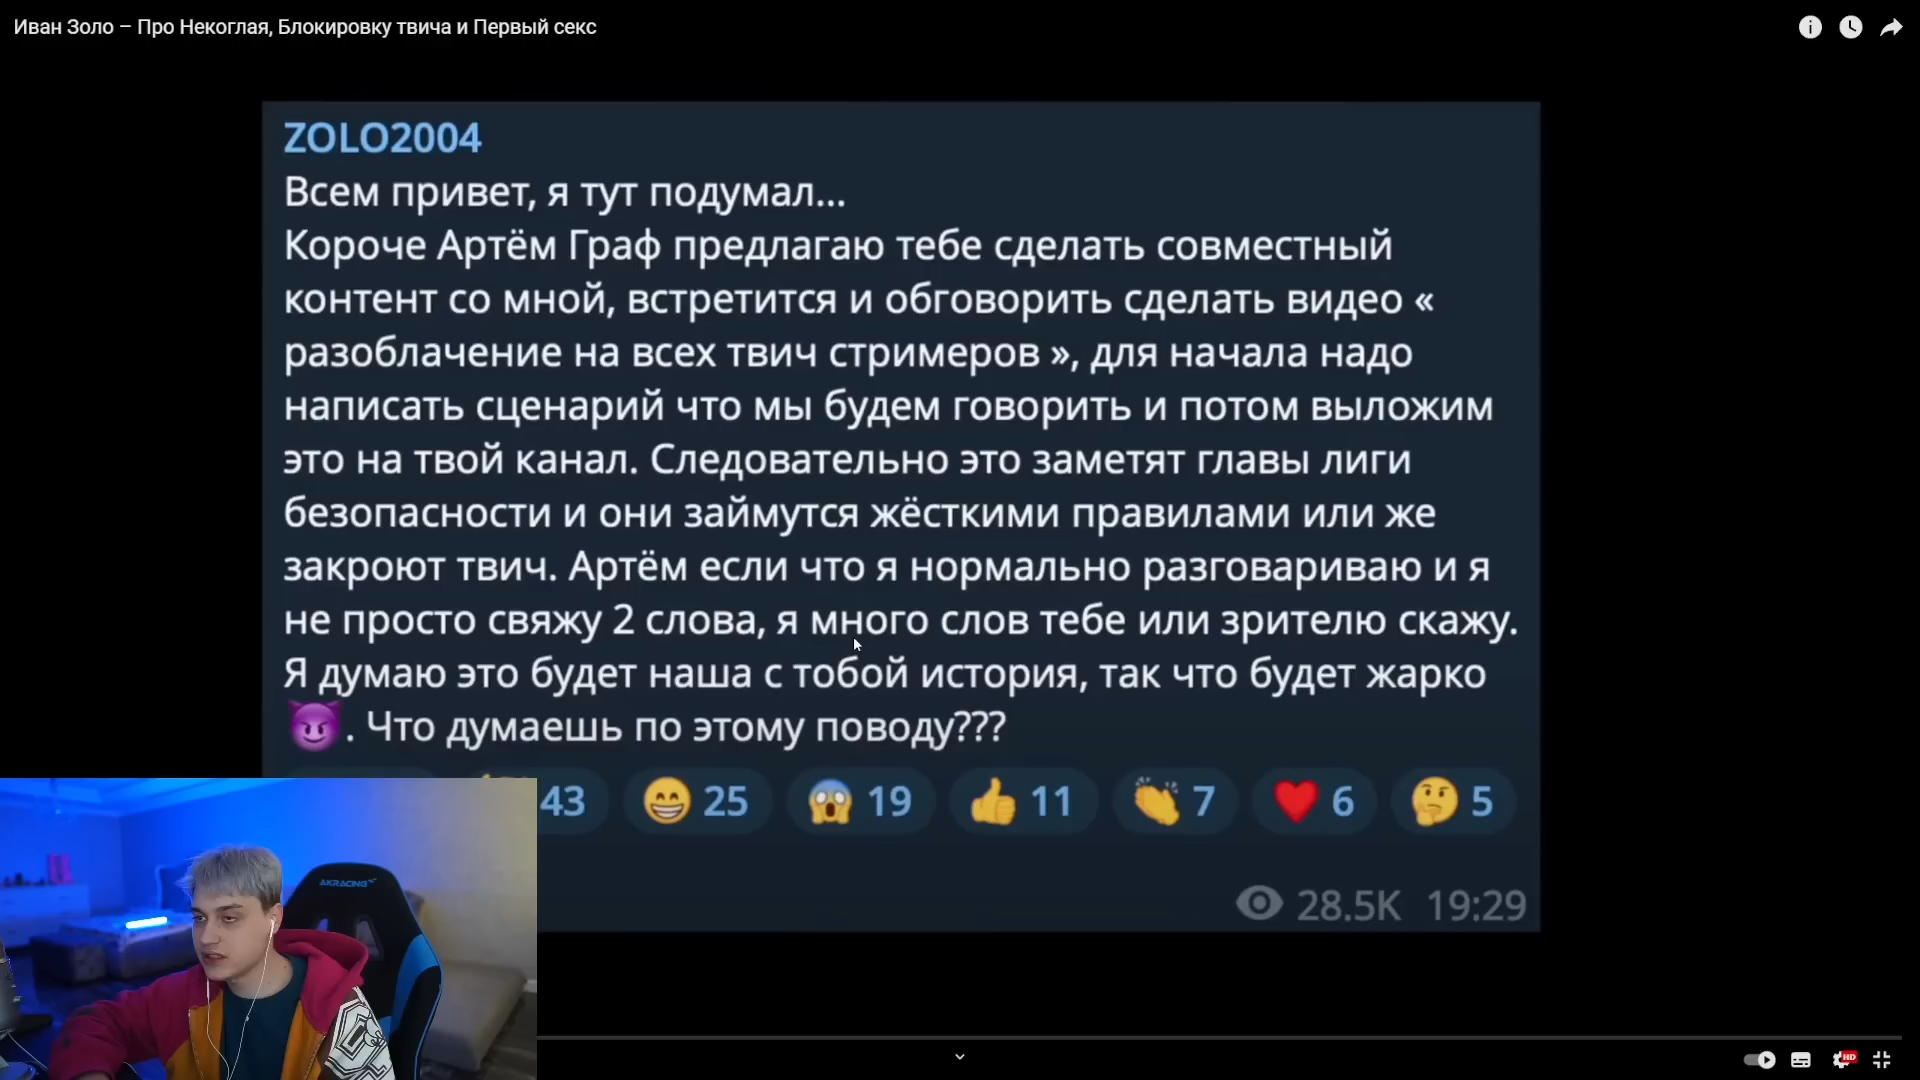 Иван Золо – Про Некоглая, Блокировку твича и Первый секс
ZOLO2004
Всем привет, я тут подумал...
Короче Артём Граф предлагаю тебе сделать совместный
контент со мной, встретится и обговорить сделать видео «
разоблачение на всех твич стримеров », для начала надо
написать сценарий что мы будем говорить и потом выложим
это на твой канал. Следовательно это заметят главы лиги
безопасности и они займутся жёсткими правилами или же
закроют твич. Артём если что я нормально разговариваю и я
не просто свяжу 2 слова, я много слов тебе или зрителю скажу.
Я думаю это будет наша с тобой история, так что будет жарко
😈. Что думаешь по этому поводу???
43 😁 25 😱 19 👍 11 👏 7 ❤ 6 🤔 5
28.5K 19:29
AKRACING
HD